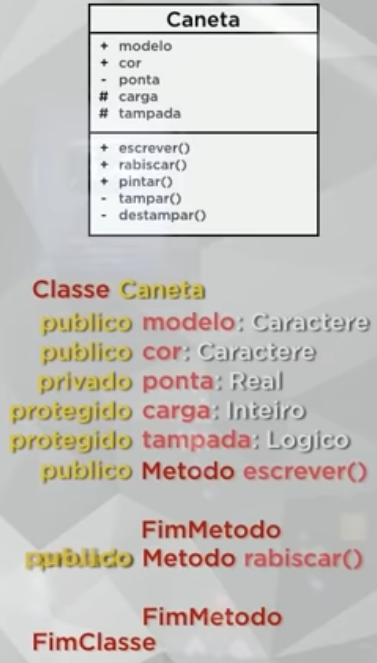 Caneta
+ modelo
+ cor
- ponta
# carga
# tampada
+ escrever()
+ rabiscar()
+ pintar()
- tampar()
- destampar()
Classe Caneta
publico modelo: Caractere
publico cor: Caractere
privado ponta: Real
protegido carga: Inteiro
protegido tampada: Logico
publico Metodo escrever()
FimMetodo
Metodo rabiscar()
FimMetodo
FimClasse